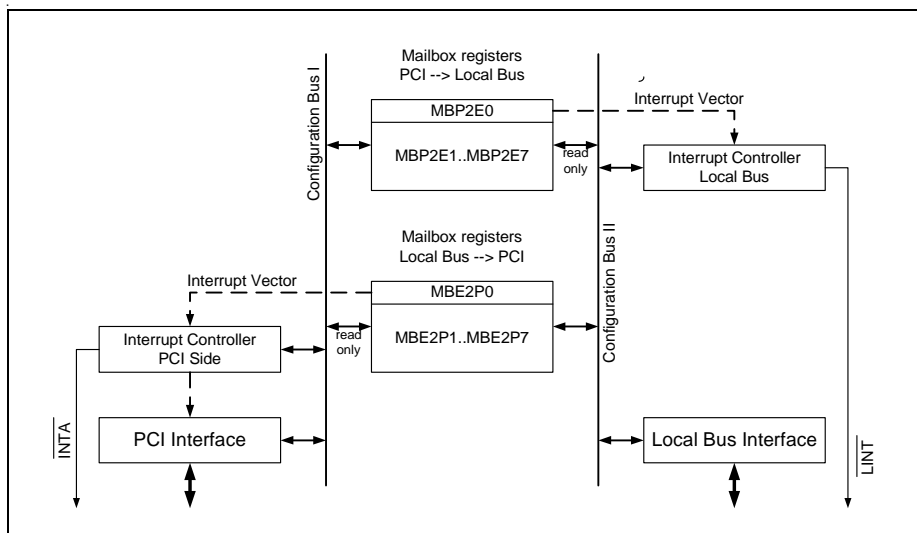 Mailbox registers
PCI --> Local Bus
Configuration Bus I
MBP2E0
MBP2E1..MBP2E7
read
only
Interrupt Vector
Interrupt Controller
Local Bus
Mailbox registers
Local Bus --> PCI
Configuration Bus II
Interrupt Vector
MBE2P0
MBE2P1..MBE2P7
read
only
Interrupt Controller
PCI Side
INTA
PCI Interface
Local Bus Interface
LINT